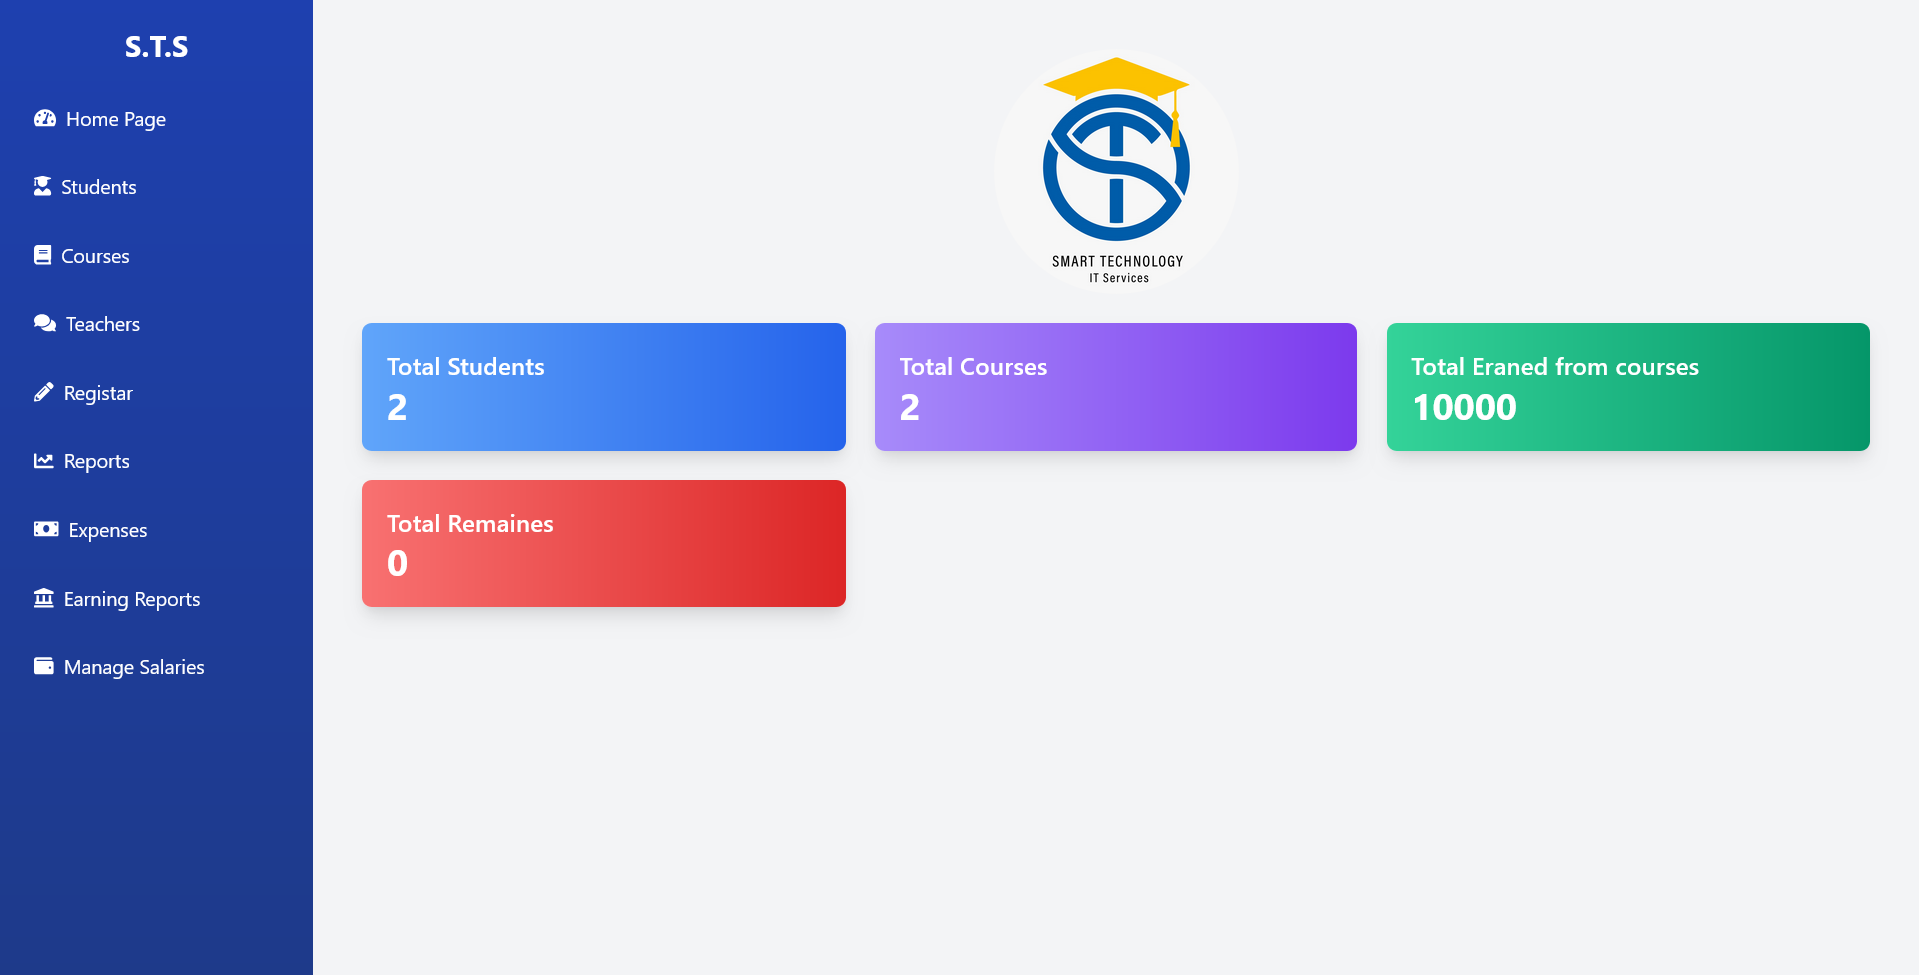 S.T.S
Home Page
Students
Courses
Teachers
Registar
Reports
Expenses
Earning Reports
Manage Salaries
SMART TECHNOLOGY
IT Services
Total Students
2
Total Courses
2
Total Eraned from courses
10000
Total Remaines
0